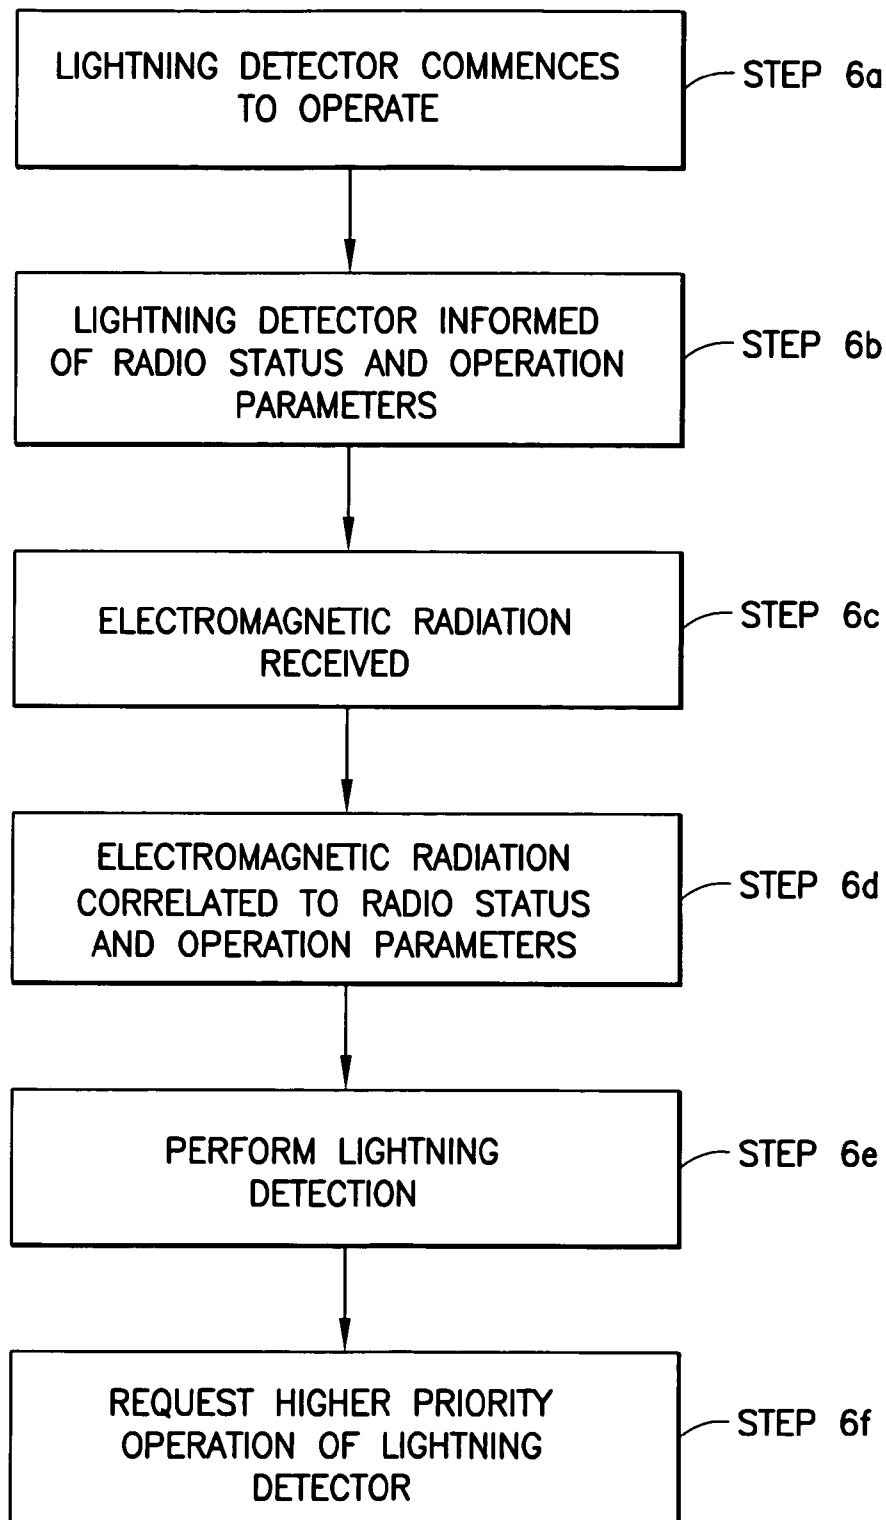 LIGHTNING DETECTOR COMMENCES
TO OPERATE
STEP 6a
LIGHTNING DETECTOR INFORMED
OF RADIO STATUS AND OPERATION
PARAMETERS
STEP 6b
ELECTROMAGNETIC RADIATION
RECEIVED
STEP 6c
ELECTROMAGNETIC RADIATION
CORRELATED TO RADIO STATUS
AND OPERATION PARAMETERS
STEP 6d
PERFORM LIGHTNING
DETECTION
STEP 6e
REQUEST HIGHER PRIORITY
OPERATION OF LIGHTNING
DETECTOR
STEP 6f